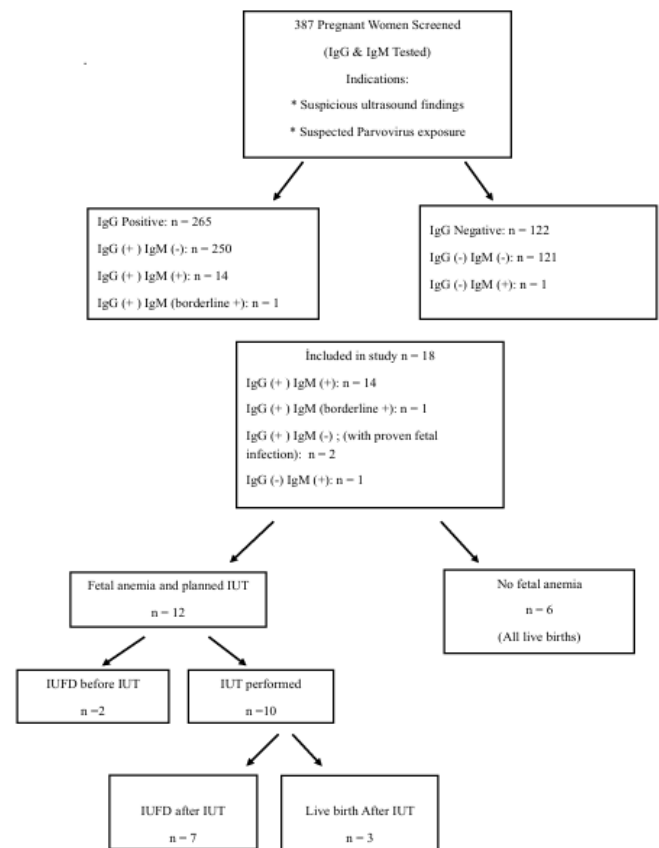 387 Pregnant Women Screened
(IgG & IgM Tested)
Indications:
* Suspicious ultrasound findings
* Suspected Parvovirus exposure
IgG Positive: n = 265
IgG (+ ) IgM (-): n = 250
IgG (+ ) IgM (+): n = 14
IgG (+ ) IgM (borderline +): n = 1
IgG Negative: n = 122
IgG (-) IgM (-): n = 121
IgG (-) IgM (+): n = 1
İncluded in study n = 18
IgG (+ ) IgM (+): n = 14
IgG (+ ) IgM (borderline +): n = 1
IgG (+ ) IgM (-) ; (with proven fetal
infection): n = 2
IgG (-) IgM (+): n = 1
Fetal anemia and planned IUT
n = 12
No fetal anemia
n = 6
(All live births)
IUFD before IUT
n =2
IUT performed
n =10
IUFD after IUT
n = 7
Live birth After IUT
n = 3